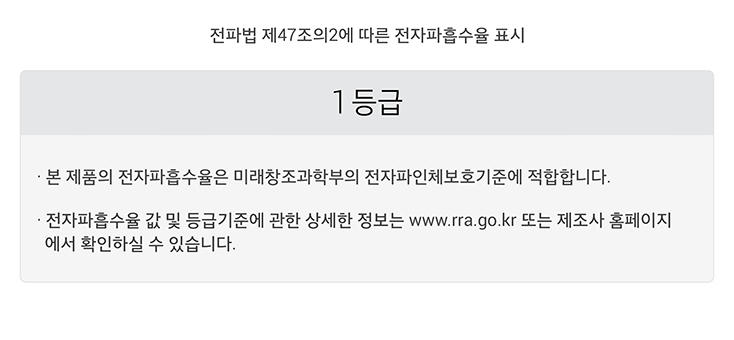 전파법 제47조의2에 따른 전자파흡수율 표시
1등급
· 본 제품의 전자파흡수율은 미래창조과학부의 전자파인체보호기준에 적합합니다.
· 전자파흡수율 값 및 등급기준에 관한 상세한 정보는 www.rra.go.kr 또는 제조사 홈페이지
에서 확인하실 수 있습니다.